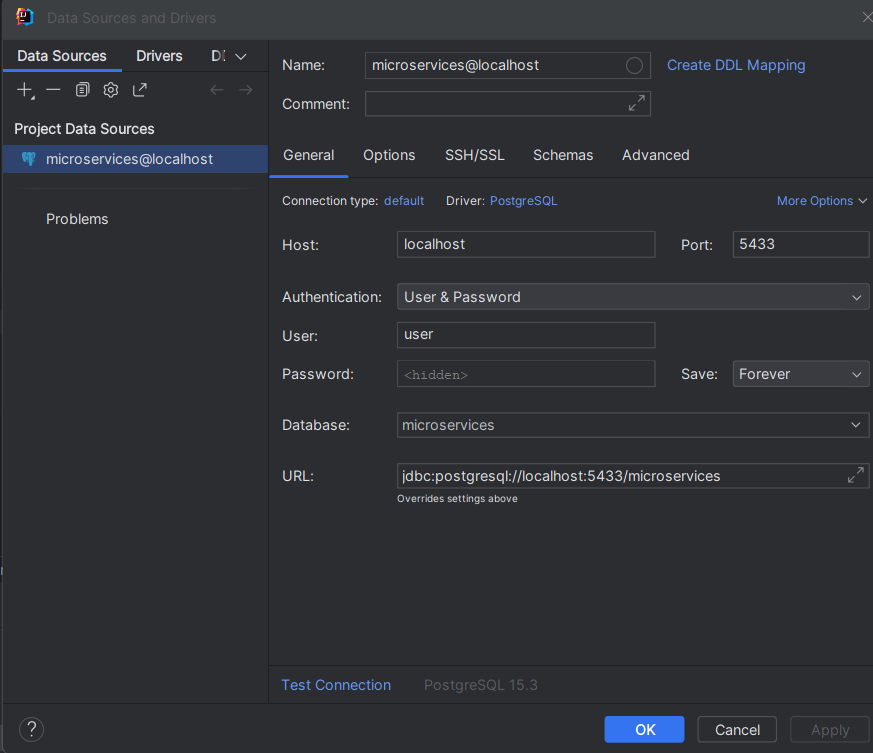 Data Sources and Drivers
Data Sources Drivers
Project Data Sources
microservices@localhost
Problems
Name: microservices@localhost Create DDL Mapping
Comment:
General Options SSH/SSL Schemas Advanced
Connection type: default Driver: PostgreSQL More Options
Host: localhost Port: 5433
Authentication: User & Password
User: user
Password: <hidden> Save: Forever
Database: microservices
URL: jdbc:postgresql://localhost:5433/microservices
Overrides settings above
Test Connection PostgreSQL 15.3
? OK Cancel Apply